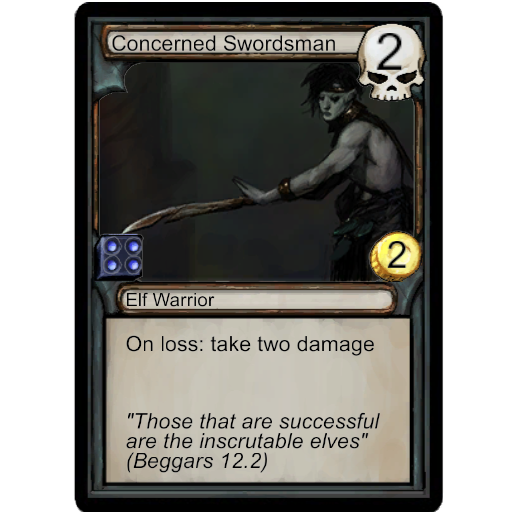 Concerned Swordsman
2
2
Elf Warrior
On loss: take two damage
"Those that are successful
are the inscrutable elves"
(Beggars 12.2)